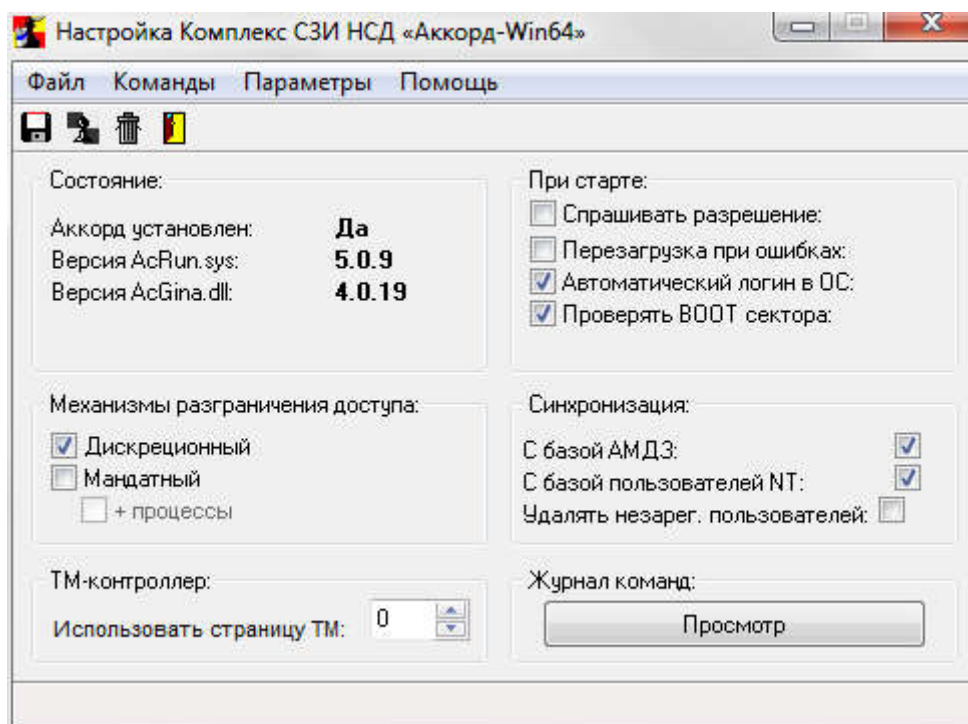 Настройка Комплекс СЗИ НСД «Аккорд-Win64»
Файл Команды Параметры Помощь
Состояние:
Аккорд установлен: Да
Версия AcRun.sys: 5.0.9
Версия AcGina.dll: 4.0.19
При старте:
Спрашивать разрешение:
Перезагрузка при ошибках:
Автоматический логин в ОС:
Проверять BOOT сектора:
Механизмы разграничения доступа:
Дискреционный
Мандатный
+ процессы
Синхронизация:
С базой АМДЗ:
С базой пользователей NT:
Удалять незарег. пользователей:
ТМ-контроллер:
Использовать страницу ТМ: 0
Журнал команд:
Просмотр